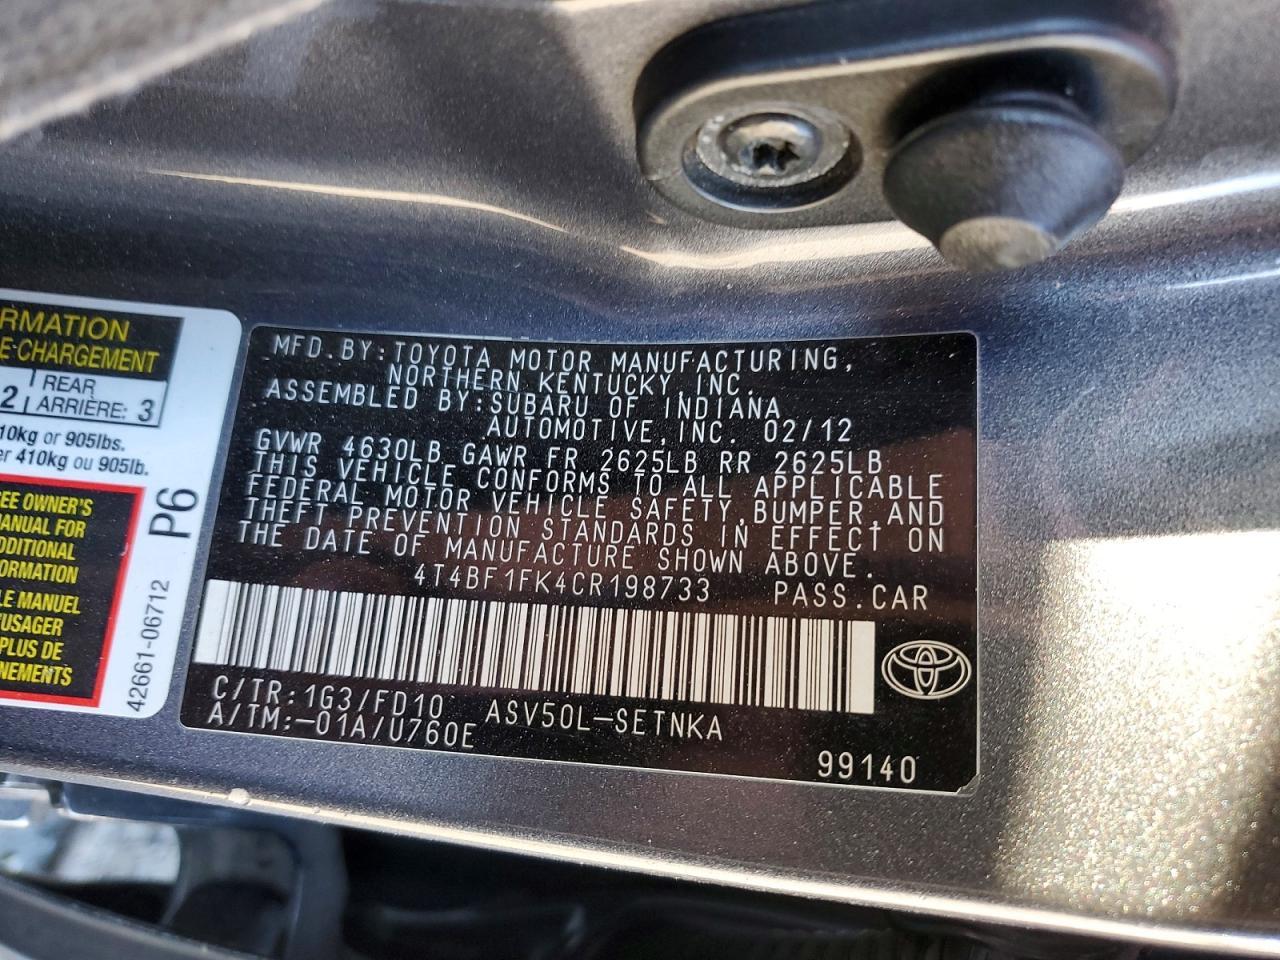 RMATION
E-CHARGEMENT
2 REAR
ARRIÈRE: 3
10kg or 905lbs.
er 410kg ou 905lb.
EE OWNER'S
MANUAL FOR
DDITIONAL
ORMATION
LE MANUEL
'USAGER
PLUS DE
NEMENTS
P6
42661-06712
MFD.BY:TOYOTA MOTOR MANUFACTURING,
NORTHERN KENTUCKY,INC.
ASSEMBLED BY:SUBARU OF INDIANA
AUTOMOTIVE,INC. 02/12
GVWR 4630LB GAWR FR 2625LB RR 2625LB
THIS VEHICLE CONFORMS TO ALL APPLICABLE
FEDERAL MOTOR VEHICLE SAFETY,BUMPER,AND
THEFT PREVENTION STANDARDS IN EFFECT ON
THE DATE OF MANUFACTURE SHOWN ABOVE.
4T4BF1FK4CR198733 PASS.CAR
C/TR:1G3/FD10 ASV50L-SETNKA
A/TM:-01A/U760E
99140